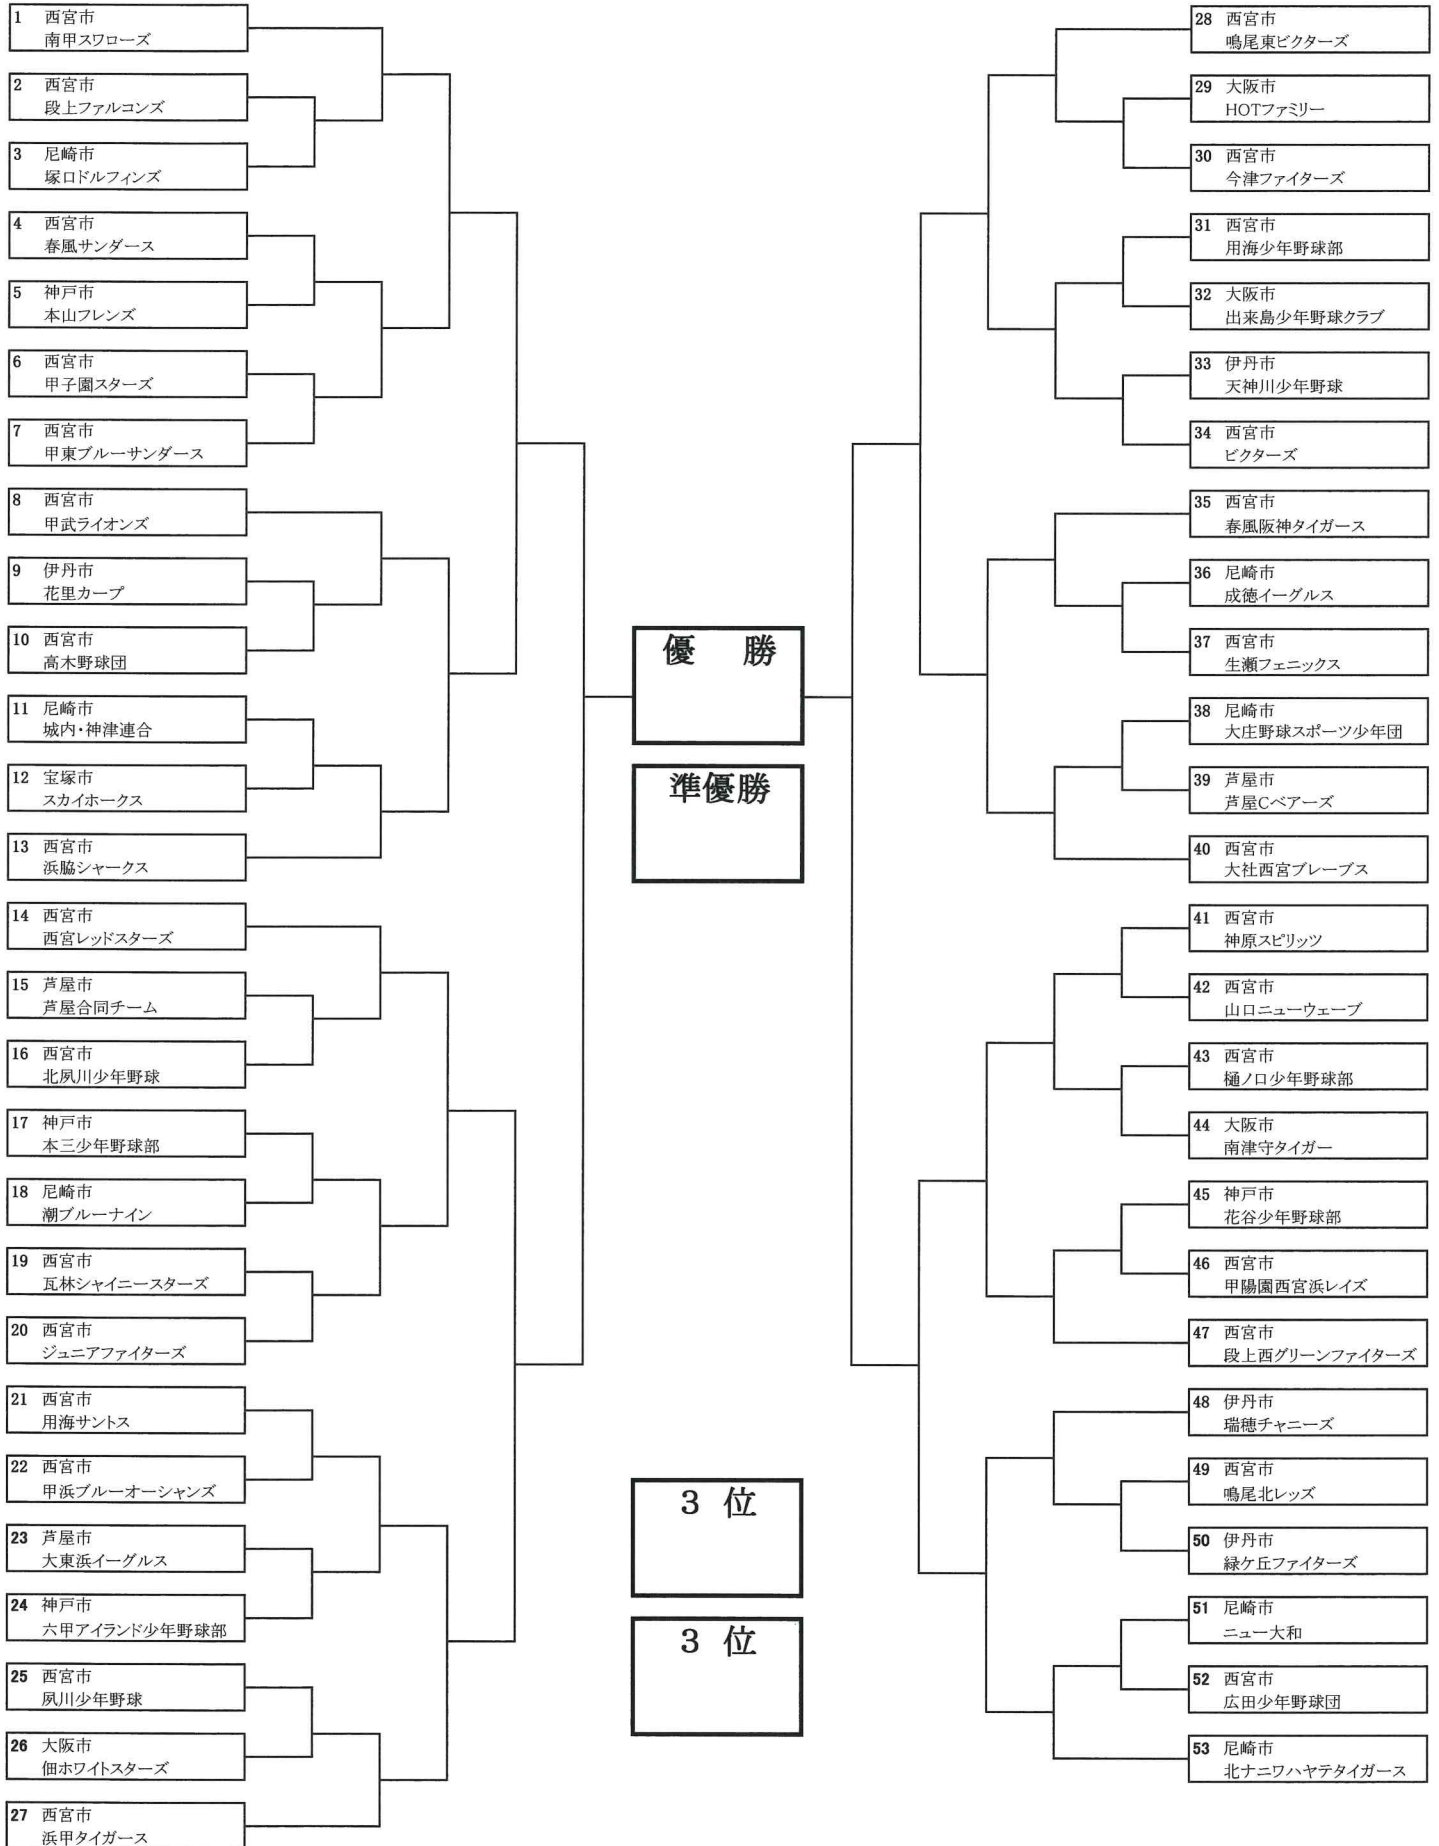 1 西宮市
南甲スワローズ
2 西宮市
段上ファルコンズ
3 尼崎市
塚口ドルフィンズ
4 西宮市
春風サンダース
5 神戸市
本山フレンズ
6 西宮市
甲子園スターズ
7 西宮市
甲東ブルーサンダース
8 西宮市
甲武ライオンズ
9 伊丹市
花里カープ
10 西宮市
高木野球団
11 尼崎市
城内・神津連合
12 宝塚市
スカイホークス
13 西宮市
浜脇シャークス
14 西宮市
西宮レッドスターズ
15 芦屋市
芦屋合同チーム
16 西宮市
北夙川少年野球
17 神戸市
本三少年野球部
18 尼崎市
潮ブルーナイン
19 西宮市
瓦林シャイニースターズ
20 西宮市
ジュニアファイターズ
21 西宮市
用海サントス
22 西宮市
甲浜ブルーオーシャンズ
23 芦屋市
大東浜イーグルス
24 神戸市
六甲アイランド少年野球部
25 西宮市
夙川少年野球
26 大阪市
佃ホワイトスターズ
27 西宮市
浜甲タイガース
優 勝
準優勝
3 位
3 位
28 西宮市
鳴尾東ビクターズ
29 大阪市
HOTファミリー
30 西宮市
今津ファイターズ
31 西宮市
用海少年野球部
32 大阪市
出来島少年野球クラブ
33 伊丹市
天神川少年野球
34 西宮市
ビクターズ
35 西宮市
春風阪神タイガース
36 尼崎市
成徳イーグルス
37 西宮市
生瀬フェニックス
38 尼崎市
大庄野球スポーツ少年団
39 芦屋市
芦屋Cベアーズ
40 西宮市
大社西宮ブレーブス
41 西宮市
神原スピリッツ
42 西宮市
山口ニューウェーブ
43 西宮市
樋ノ口少年野球部
44 大阪市
南津守タイガー
45 神戸市
花谷少年野球部
46 西宮市
甲陽園西宮浜レイズ
47 西宮市
段上西グリーンファイターズ
48 伊丹市
瑞穂チャニーズ
49 西宮市
鳴尾北レッズ
50 伊丹市
緑ケ丘ファイターズ
51 尼崎市
ニュー大和
52 西宮市
広田少年野球団
53 尼崎市
北ナニワハヤテタイガース